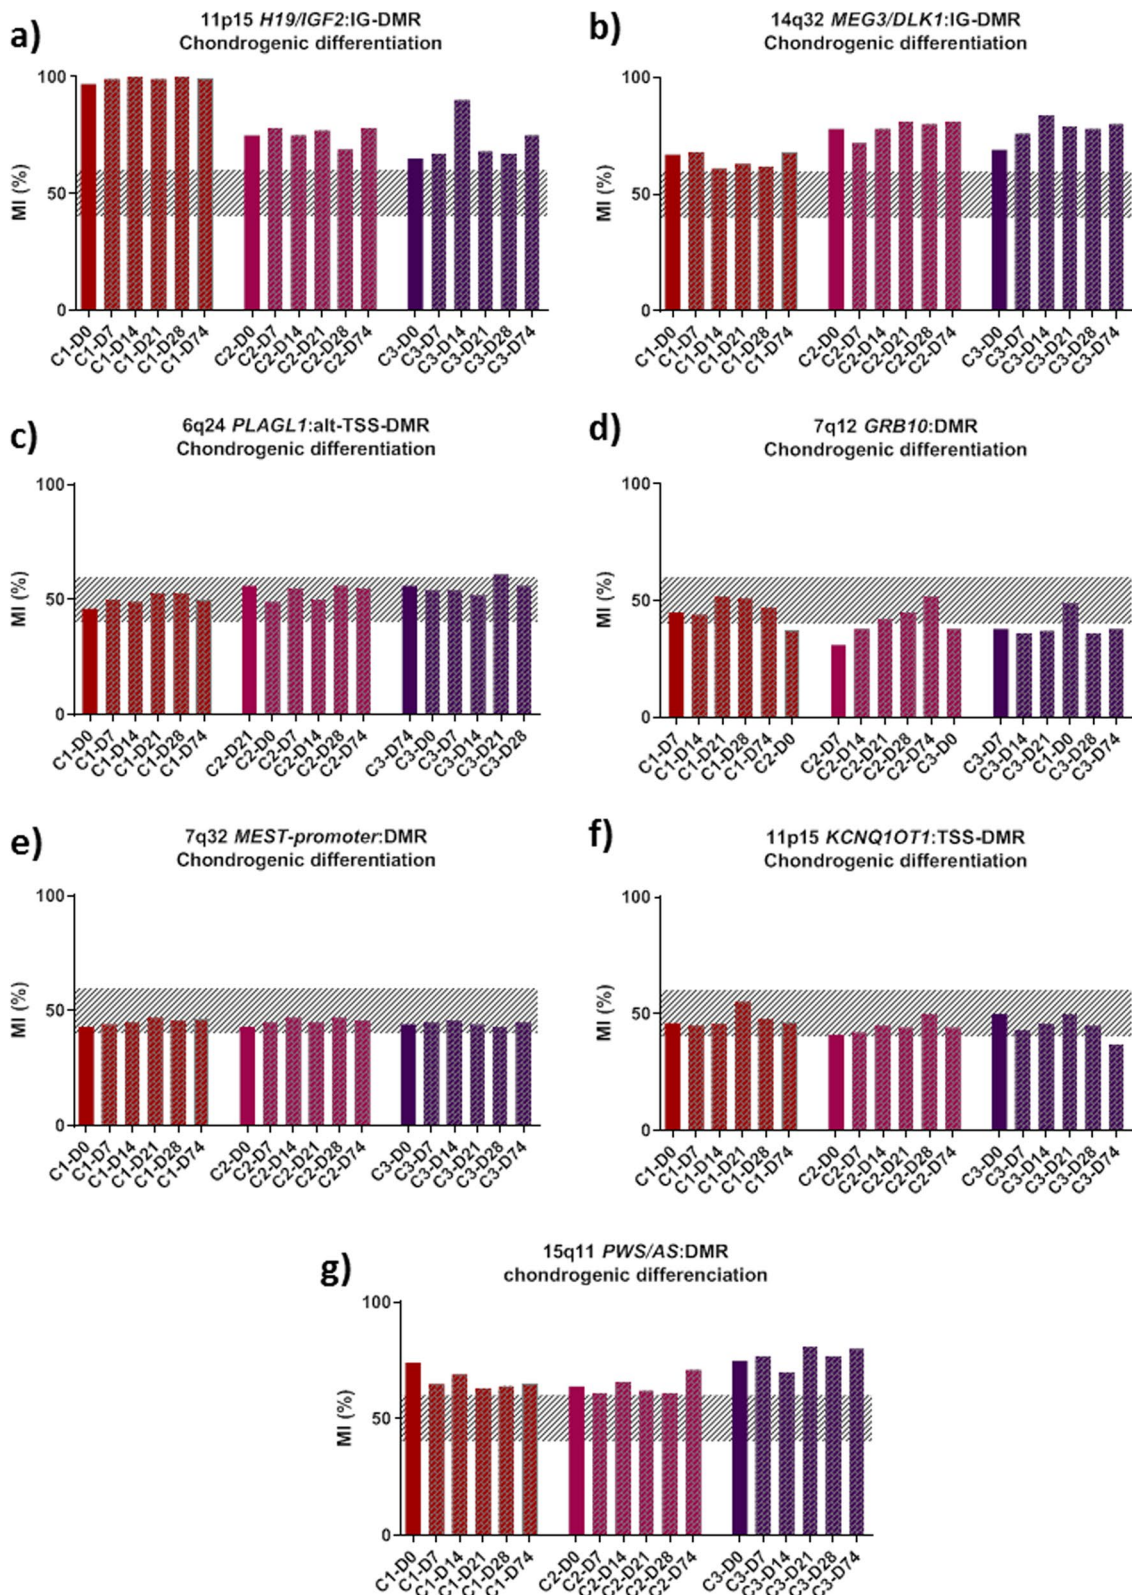 a)
11p15 H19/IGF2:IG-DMR
Chondrogenic differentiation
MI (%)
100
50
0
C1-D0
C1-D7
C1-D14
C1-D21
C1-D28
C1-D74
C2-D0
C2-D7
C2-D14
C2-D21
C2-D28
C2-D74
C3-D0
C3-D7
C3-D14
C3-D21
C3-D28
C3-D74
b)
14q32 MEG3/DLK1:IG-DMR
Chondrogenic differentiation
MI (%)
100
50
0
C1-D0
C1-D7
C1-D14
C1-D21
C1-D28
C1-D74
C2-D0
C2-D7
C2-D14
C2-D21
C2-D28
C2-D74
C3-D0
C3-D7
C3-D14
C3-D21
C3-D28
C3-D74
c)
6q24 PLAGL1:alt-TSS-DMR
Chondrogenic differentiation
MI (%)
100
50
0
C1-D0
C1-D7
C1-D14
C1-D21
C1-D28
C1-D74
C2-D21
C2-D0
C2-D7
C2-D14
C2-D28
C2-D74
C3-D74
C3-D0
C3-D7
C3-D14
C3-D21
C3-D28
d)
7q12 GRB10:DMR
Chondrogenic differentiation
MI (%)
100
50
0
C1-D7
C1-D14
C1-D21
C1-D28
C1-D74
C2-D0
C2-D7
C2-D14
C2-D21
C2-D28
C2-D74
C3-D0
C3-D7
C3-D14
C3-D21
C1-D0
C3-D28
C3-D74
e)
7q32 MEST-promoter:DMR
Chondrogenic differentiation
MI (%)
100
50
0
C1-D0
C1-D7
C1-D14
C1-D21
C1-D28
C1-D74
C2-D0
C2-D7
C2-D14
C2-D21
C2-D28
C2-D74
C3-D0
C3-D7
C3-D14
C3-D21
C3-D28
C3-D74
f)
11p15 KCNQ1OT1:TSS-DMR
Chondrogenic differentiation
MI (%)
100
50
0
C1-D0
C1-D7
C1-D14
C1-D21
C1-D28
C1-D74
C2-D0
C2-D7
C2-D14
C2-D21
C2-D28
C2-D74
C3-D0
C3-D7
C3-D14
C3-D21
C3-D28
C3-D74
g)
15q11 PWS/AS:DMR
chondrogenic differenciation
MI (%)
100
50
0
C1-D0
C1-D7
C1-D14
C1-D21
C1-D28
C1-D74
C2-D0
C2-D7
C2-D14
C2-D21
C2-D28
C2-D74
C3-D0
C3-D7
C3-D14
C3-D21
C3-D28
C3-D74